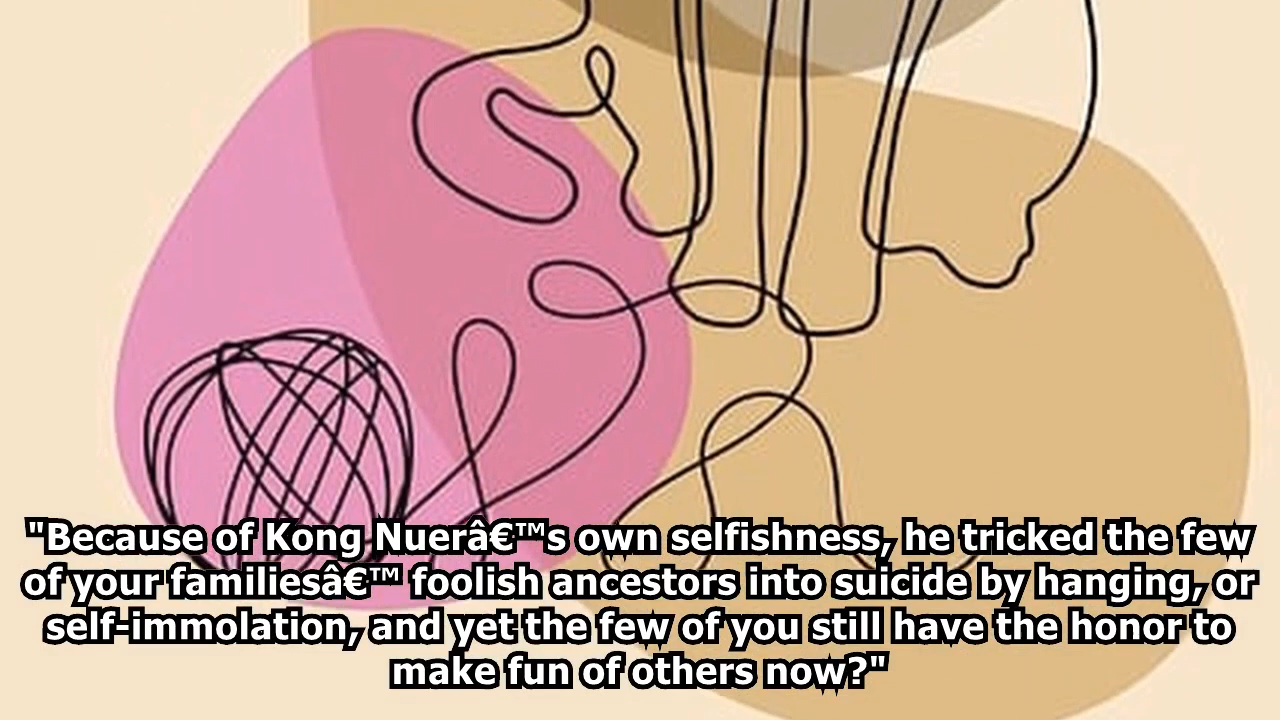 "Because of Kong Nuerâ€™s own selfishness, he tricked the few
of your familiesâ€™ foolish ancestors into suicide by hanging, or
self-immolation, and yet the few of you still have the honor to
make fun of others now?"